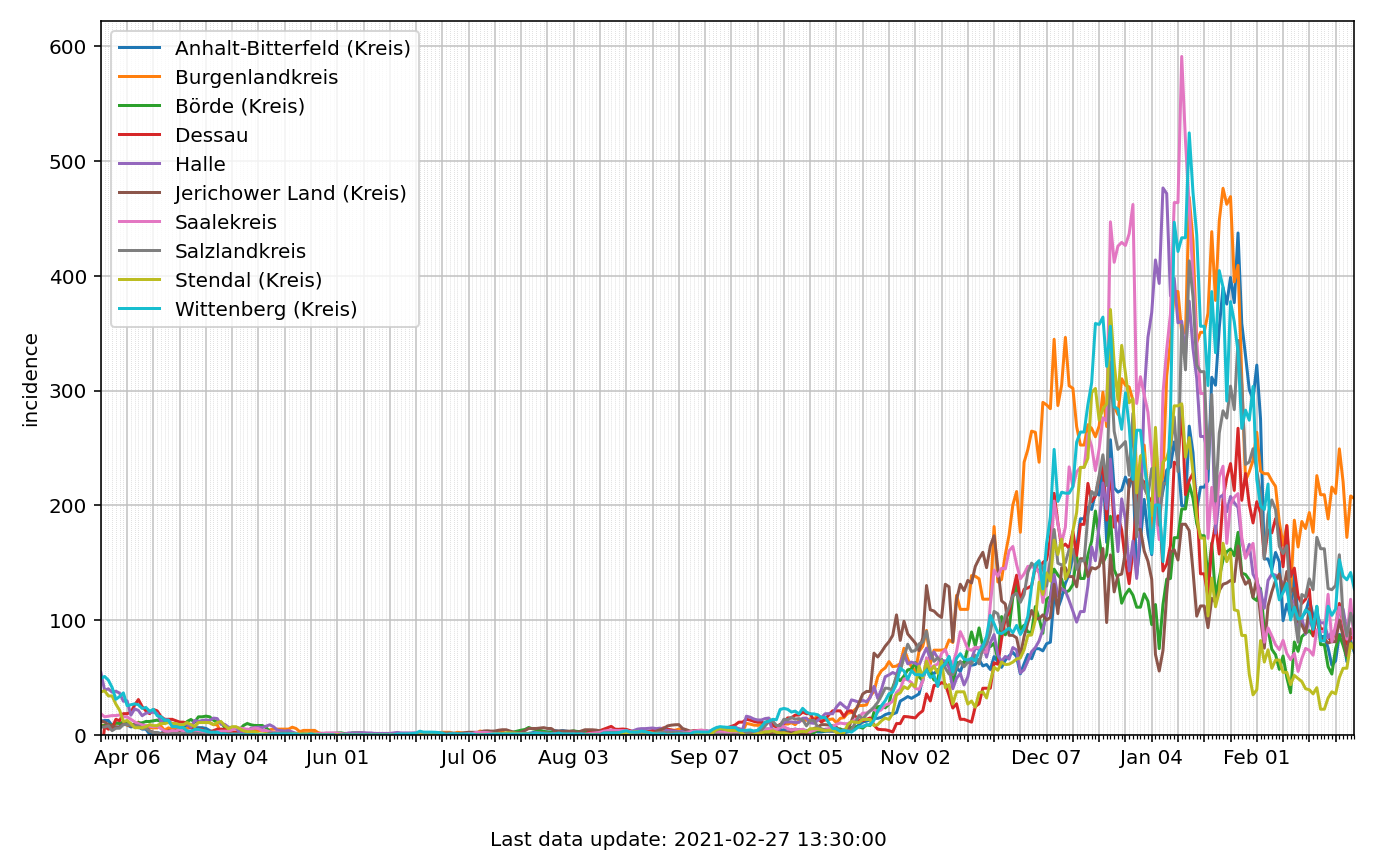 600
500
400
300
200
100
0
incidence
Anhalt-Bitterfeld (Kreis)
Burgenlandkreis
Börde (Kreis)
Dessau
Halle
Jerichower Land (Kreis)
Saalekreis
Salzlandkreis
Stendal (Kreis)
Wittenberg (Kreis)
Apr 06 May 04 Jun 01 Jul 06 Aug 03 Sep 07 Oct 05 Nov 02 Dec 07 Jan 04 Feb 01
Last data update: 2021-02-27 13:30:00